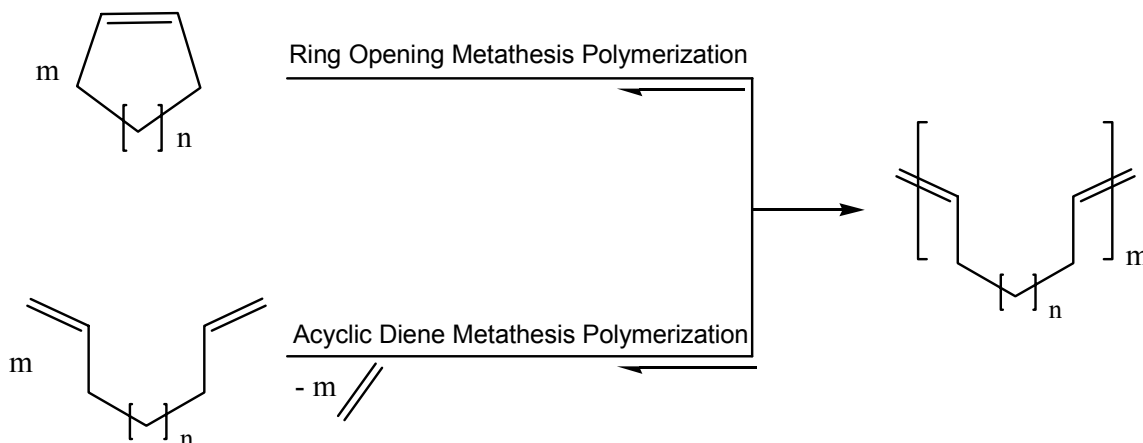 Ring Opening Metathesis Polymerization
m
n
m
n
Acyclic Diene Metathesis Polymerization
m
- m
n